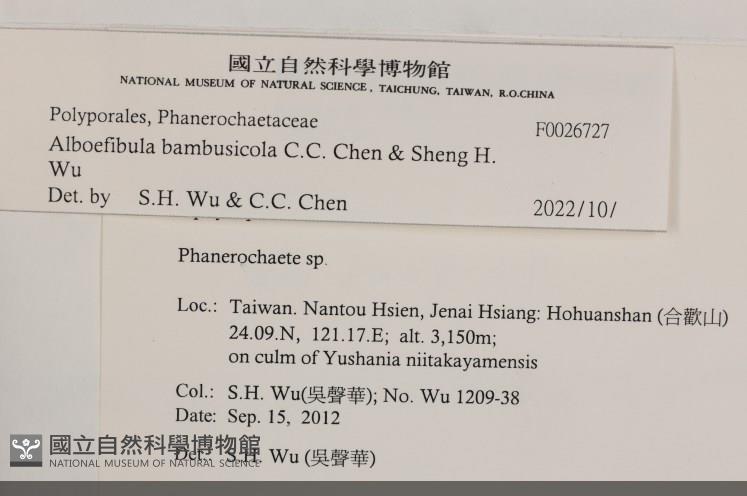 國立自然科學博物館
NATIONAL MUSEUM OF NATURAL SCIENCE, TAICHUNG, TAIWAN, R.O.CHINA
Polyporales, Phanerochaetaceae
F0026727
Alboefibula bambusicola C.C. Chen & Sheng H.
Wu
Det. by S.H. Wu & C.C. Chen
2022/10/
Phanerochaete sp.
Loc.: Taiwan. Nantou Hsien, Jenai Hsiang: Hohuanshan (合歡山)
24.09.N, 121.17.E; alt. 3,150m;
on culm of Yushania niitakayamensis
Col.: S.H. Wu(吳聲華); No. Wu 1209-38
Date: Sep. 15, 2012
Det.: S.H. Wu (吳聲華)
國立自然科學博物館
NATIONAL MUSEUM OF NATURAL SCIENCE